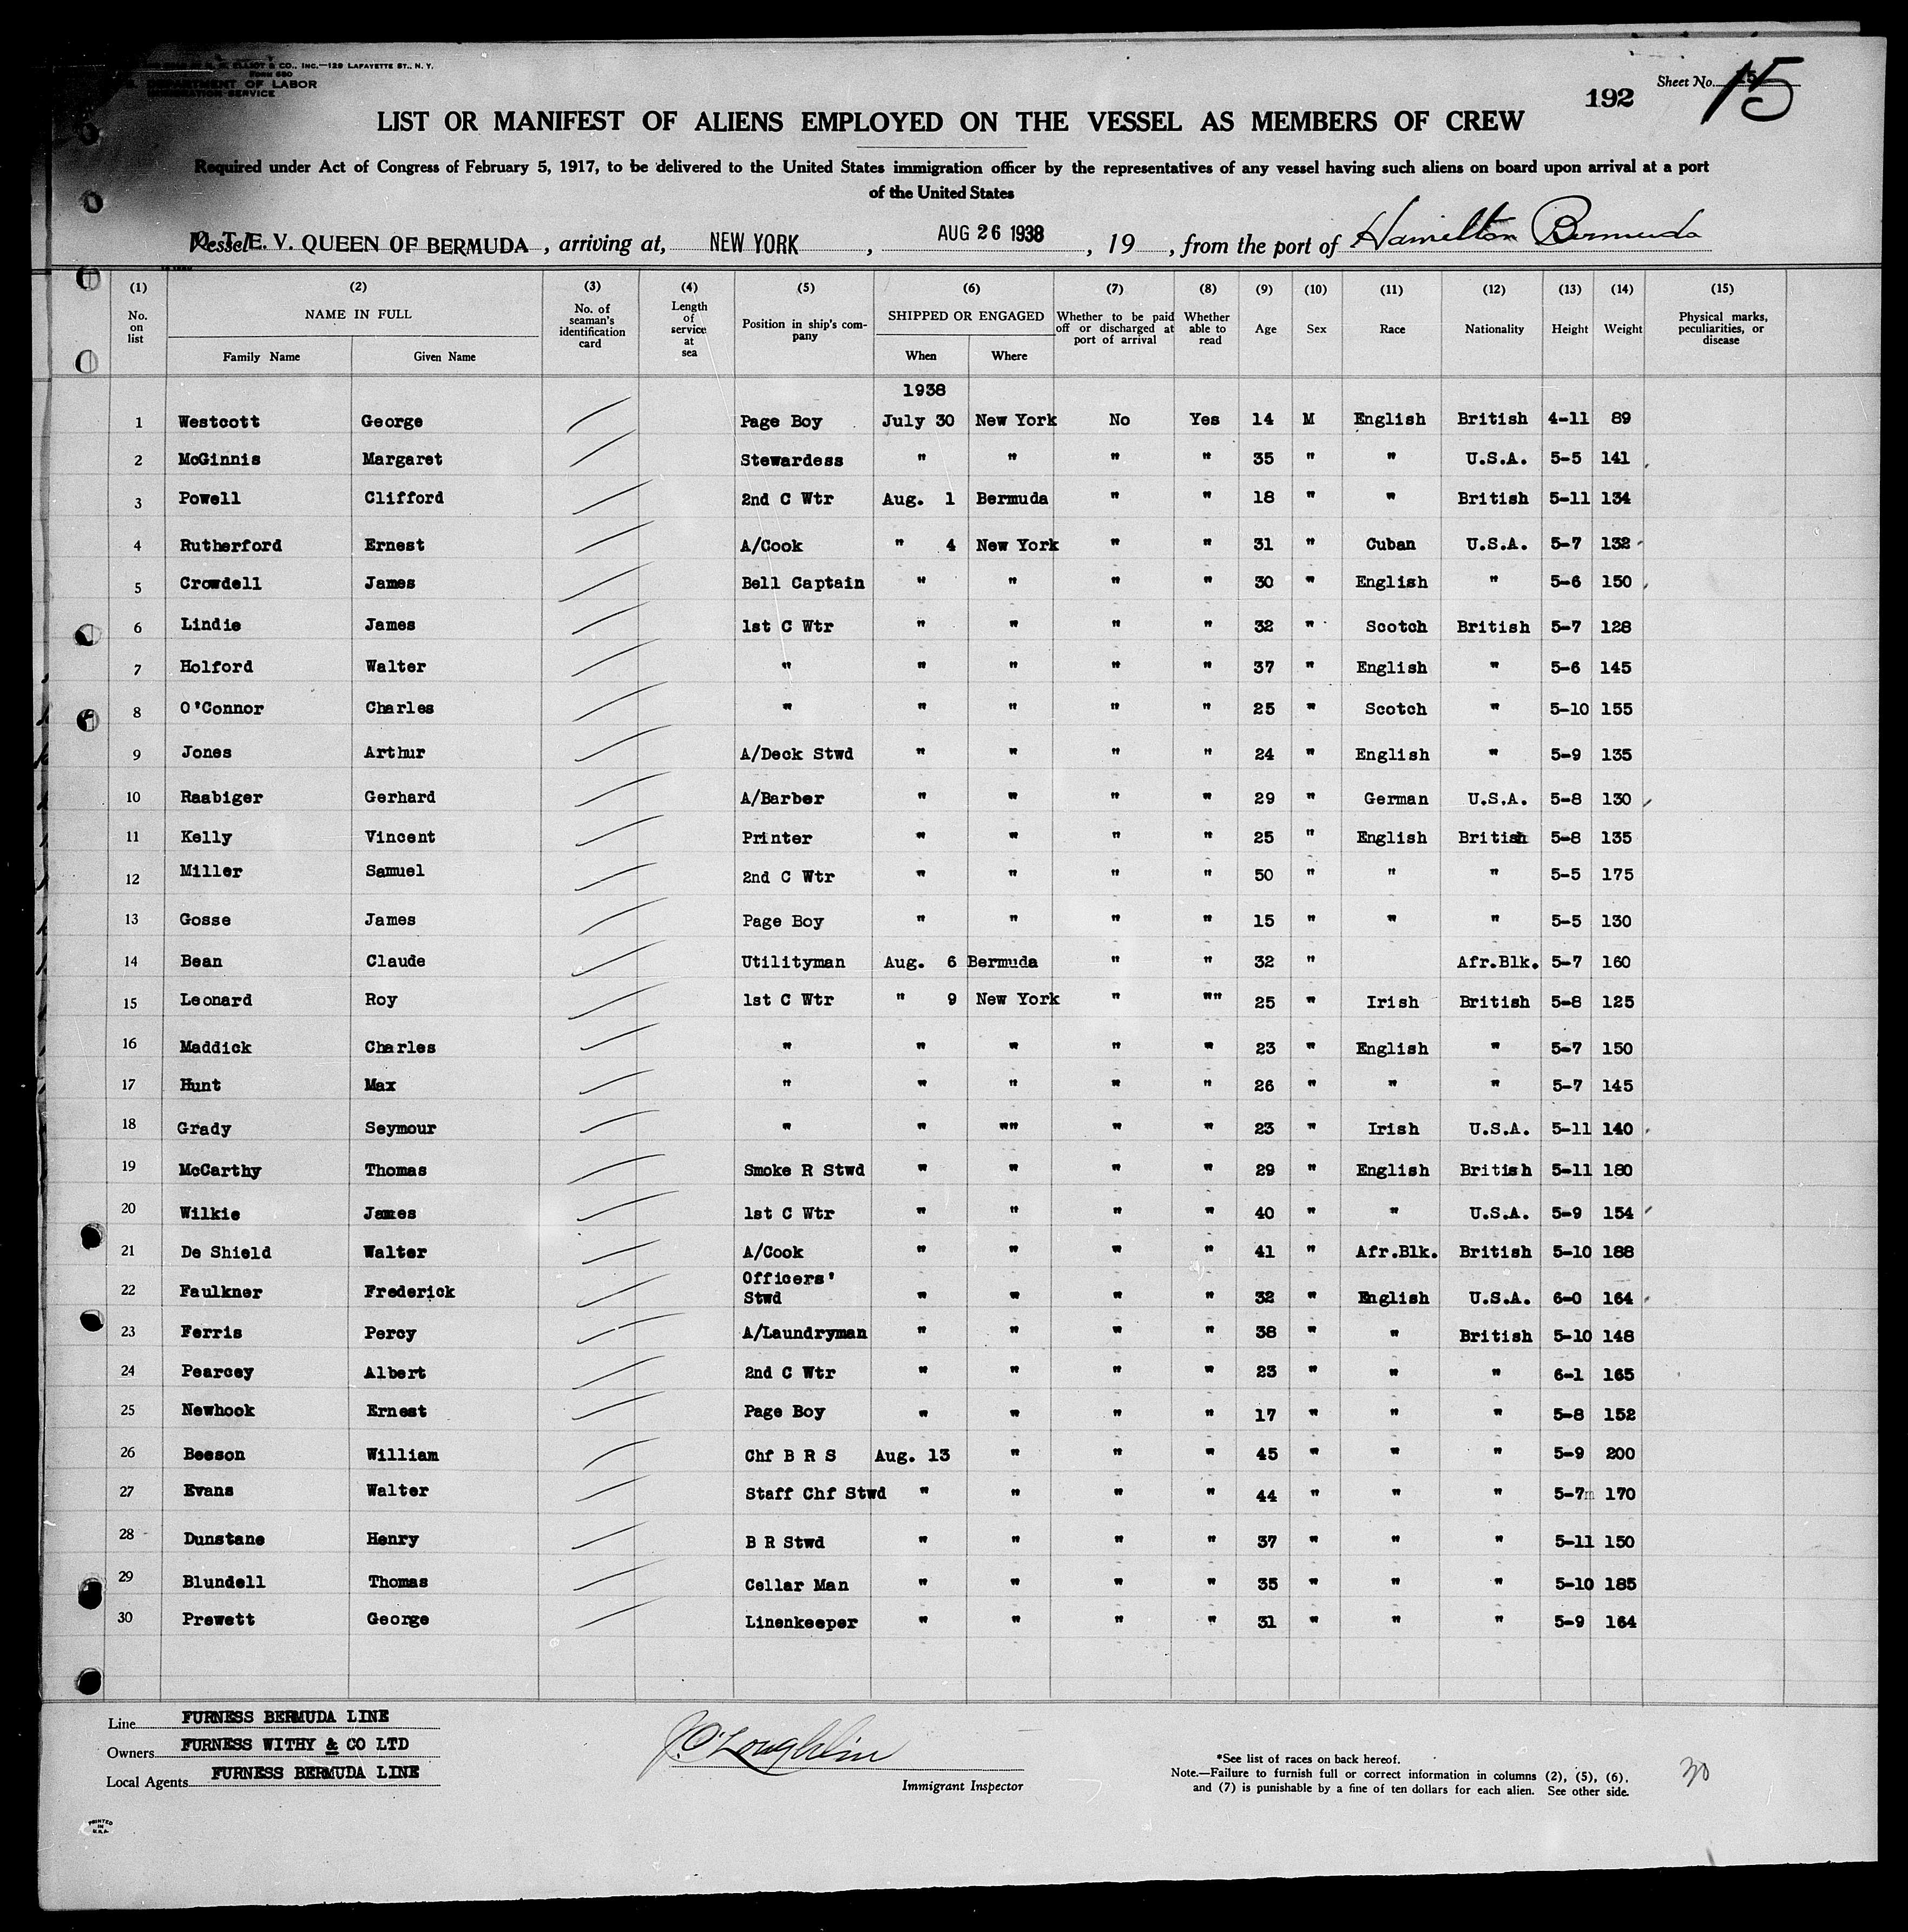 ELLIOT & CO., INC.—129 LAFAYETTE ST., N. Y.
FORM 680
DEPARTMENT OF LABOR
IMMIGRATION SERVICE
192
Sheet No. 15
LIST OR MANIFEST OF ALIENS EMPLOYED ON THE VESSEL AS MEMBERS OF CREW
Required under Act of Congress of February 5, 1917, to be delivered to the United States immigration officer by the representatives of any vessel having such aliens on board upon arrival at a port
of the United States
Vessel T.E.V. QUEEN OF BERMUDA, arriving at, NEW YORK, AUG 26 1938, 19 , from the port of Hamilton Bermuda
(1) (2) (3) (4) (5) (6) (7) (8) (9) (10) (11) (12) (13) (14) (15)
No. on list NAME IN FULL Family Name Given Name No. of seaman's identification card Length of service at sea Position in ship's company SHIPPED OR ENGAGED When Where Whether to be paid off or discharged at port of arrival Whether able to read Age Sex Race Nationality Height Weight Physical marks, peculiarities, or disease
1938
1 Westcott George Page Boy July 30 New York No Yes 14 M English British 4-11 89
2 McGinnis Margaret Stewardess " " " " 35 " " U.S.A. 5-5 141
3 Powell Clifford 2nd C Wtr Aug. 1 Bermuda " " 18 " " British 5-11 134
4 Rutherford Ernest A/Cook " 4 New York " " 31 " Cuban U.S.A. 5-7 132
5 Crowdell James Bell Captain " " " " 30 " English " 5-6 150
6 Lindie James 1st C Wtr " " " " 32 " Scotch British 5-7 128
7 Holford Walter " " " " " 37 " English " 5-6 145
8 O'Connor Charles " " " " " 25 " Scotch " 5-10 155
9 Jones Arthur A/Deck Stwd " " " " 24 " English " 5-9 135
10 Raabiger Gerhard A/Barber " " " " 29 " German U.S.A. 5-8 130
11 Kelly Vincent Printer " " " " 25 " English British 5-8 135
12 Miller Samuel 2nd C Wtr " " " " 50 " " " 5-5 175
13 Gosse James Page Boy " " " " 15 " " " 5-5 130
14 Bean Claude Utilityman Aug. 6 Bermuda " " 32 " Afr.Blk. 5-7 160
15 Leonard Roy 1st C Wtr " 9 New York " "" 25 " Irish British 5-8 125
16 Maddick Charles " " " " " 23 " English " 5-7 150
17 Hunt Max " " " " " 26 " " " 5-7 145
18 Grady Seymour " " "" " " 23 " Irish U.S.A. 5-11 140
19 McCarthy Thomas Smoke R Stwd " " " " 29 " English British 5-11 180
20 Wilkie James 1st C Wtr " " " " 40 " " U.S.A. 5-9 154
21 De Shield Walter A/Cook " " " " 41 " Afr.Blk. British 5-10 188
22 Faulkner Frederick Officers' Stwd " " " " 32 " English U.S.A. 6-0 164
23 Ferris Percy A/Laundryman " " " " 38 " " British 5-10 148
24 Pearcey Albert 2nd C Wtr " " " " 23 " " " 6-1 165
25 Newhook Ernest Page Boy " " " " 17 " " " 5-8 152
26 Beeson William Chf B R S Aug. 13 " " " 45 " " " 5-9 200
27 Evans Walter Staff Chf Stwd " " " " 44 " " " 5-7 170
28 Dunstane Henry B R Stwd " " " " 37 " " " 5-11 150
29 Blundell Thomas Cellar Man " " " " 35 " " " 5-10 185
30 Prewett George Linenkeeper " " " " 31 " " " 5-9 164
Line FURNESS BERMUDA LINE
Owners FURNESS WITHY & CO LTD
Local Agents FURNESS BERMUDA LINE
J. O'Loughlin
Immigrant Inspector
*See list of races on back hereof.
Note.—Failure to furnish full or correct information in columns (2), (5), (6),
and (7) is punishable by a fine of ten dollars for each alien. See other side.
30
PRINTED
IN
U.S.A.